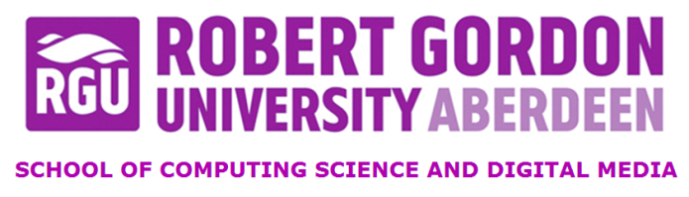 RGU
ROBERT GORDON
UNIVERSITY ABERDEEN
SCHOOL OF COMPUTING SCIENCE AND DIGITAL MEDIA